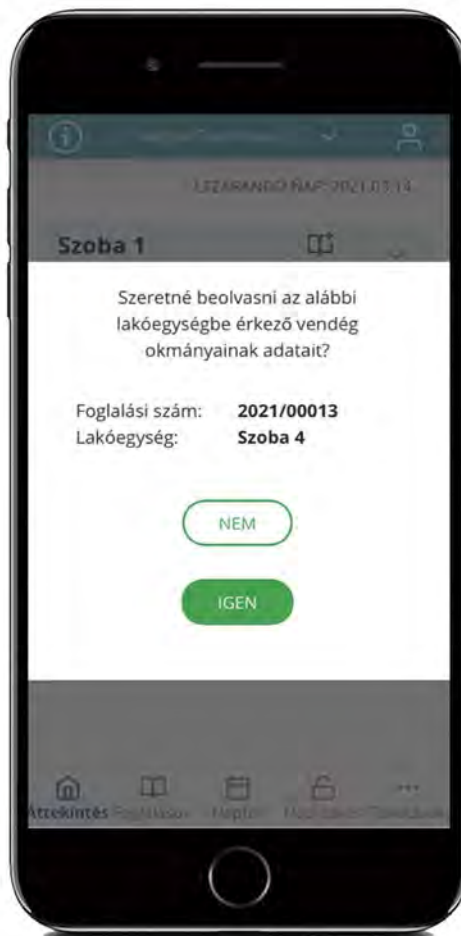 Szoba 1
Szeretné beolvasni az alábbi
lakóegységbe érkező vendég
okmányainak adatait?
Foglalási szám: 2021/00013
Lakóegység: Szoba 4
NEM
IGEN
Áttekintés